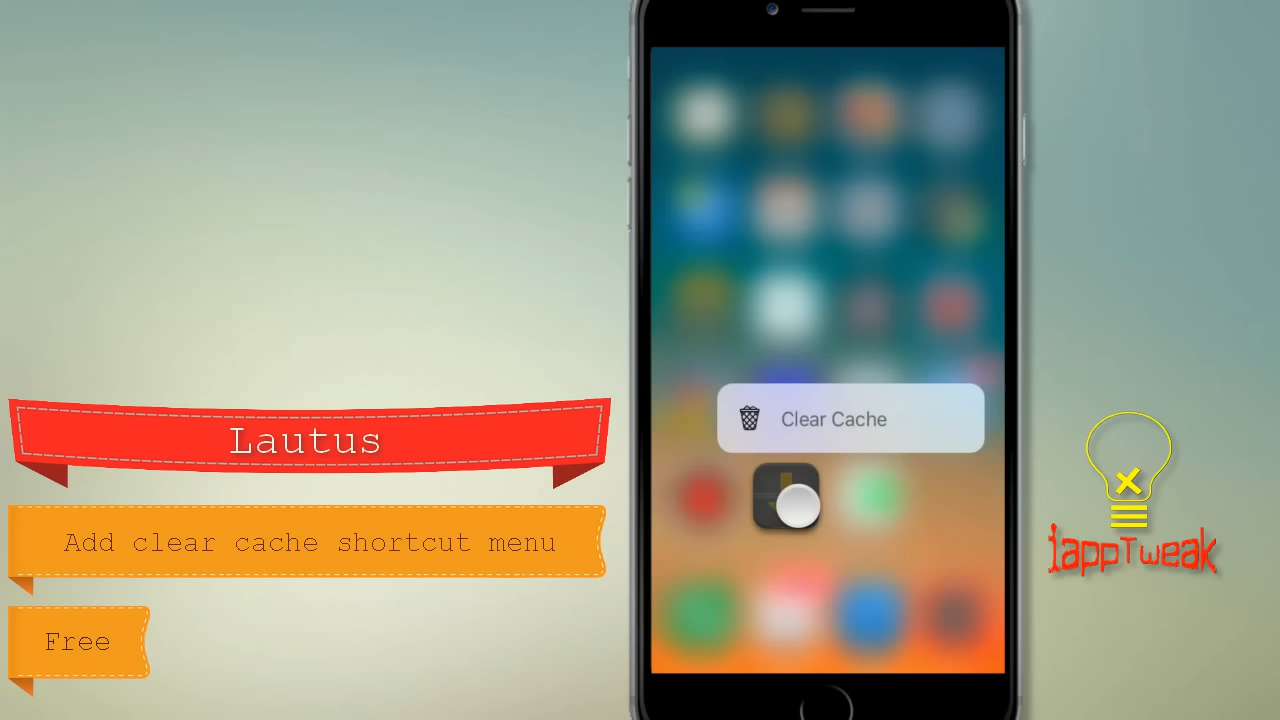 Lautus
Add clear cache shortcut menu
Free
Clear Cache
iappTweak